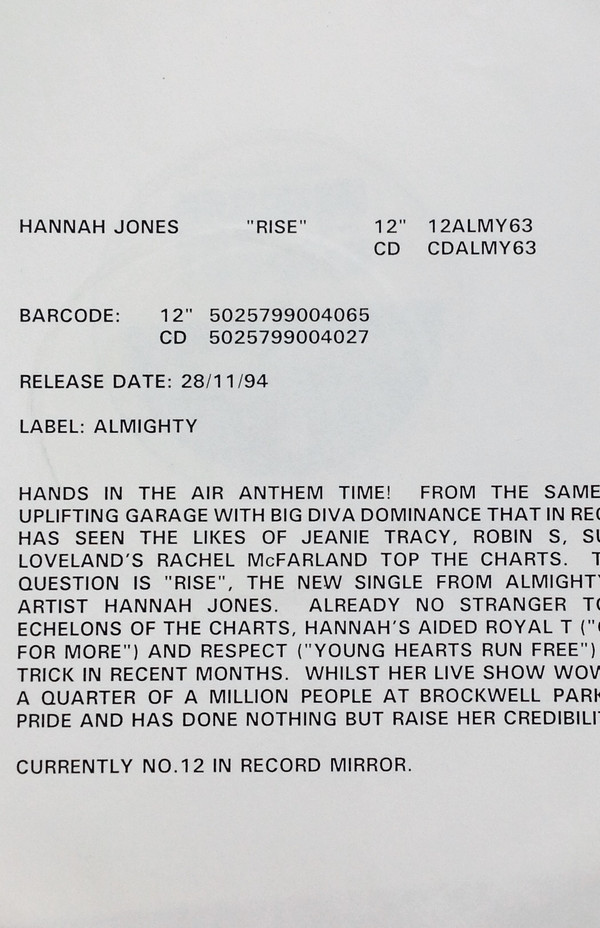 HANNAH JONES "RISE" 12" 12ALMY63
CD CDALMY63
BARCODE: 12" 5025799004065
CD 5025799004027
RELEASE DATE: 28/11/94
LABEL: ALMIGHTY
HANDS IN THE AIR ANTHEM TIME! FROM THE SAME
UPLIFTING GARAGE WITH BIG DIVA DOMINANCE THAT IN
HAS SEEN THE LIKES OF JEANIE TRACY, ROBIN S,
LOVELAND'S RACHEL McFARLAND TOP THE CHARTS.
QUESTION IS "RISE", THE NEW SINGLE FROM ALMIGHTY
ARTIST HANNAH JONES. ALREADY NO STRANGER
ECHELONS OF THE CHARTS, HANNAH'S AIDED ROYAL T
FOR MORE") AND RESPECT ("YOUNG HEARTS RUN FREE")
TRICK IN RECENT MONTHS. WHILST HER LIVE SHOW
A QUARTER OF A MILLION PEOPLE AT BROCKWELL PARK
PRIDE AND HAS DONE NOTHING BUT RAISE HER
CURRENTLY NO.12 IN RECORD MIRROR.